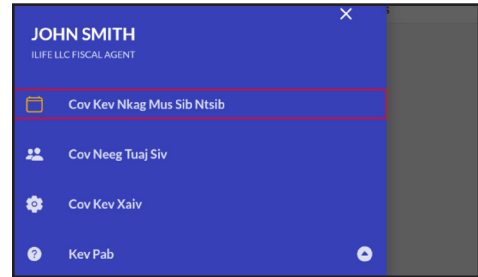 JOHN SMITH
ILIFE LLC FISCAL AGENT
Cov Kev Nkag Mus Sib Ntsib
Cov Neeg Tuaj Siv
Cov Kev Xaiv
Kev Pab